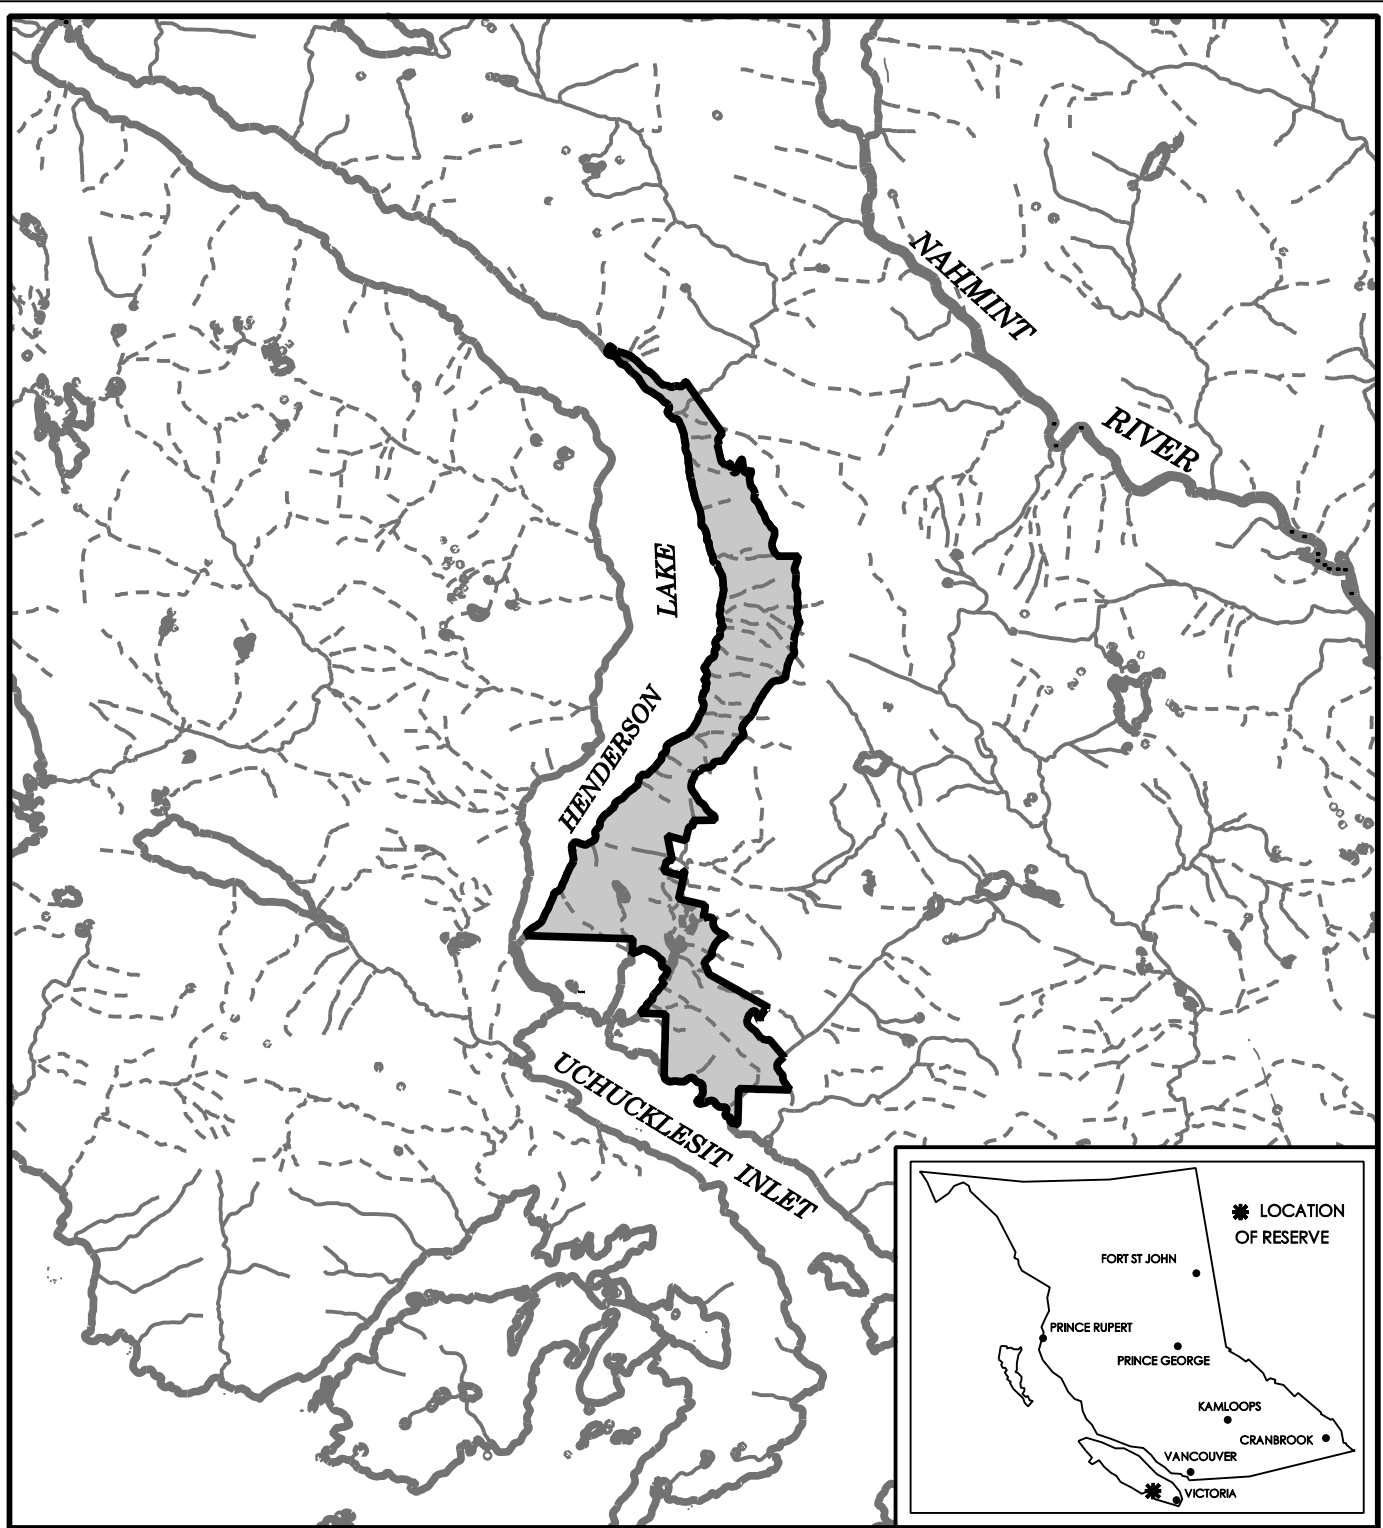 NAHMINT
RIVER
LAKE
HENDERSON
UCHUCKLESIT INLET
LOCATION
OF RESERVE
FORT ST JOHN
PRINCE RUPERT
PRINCE GEORGE
KAMLOOPS
CRANBROOK
VANCOUVER
VICTORIA